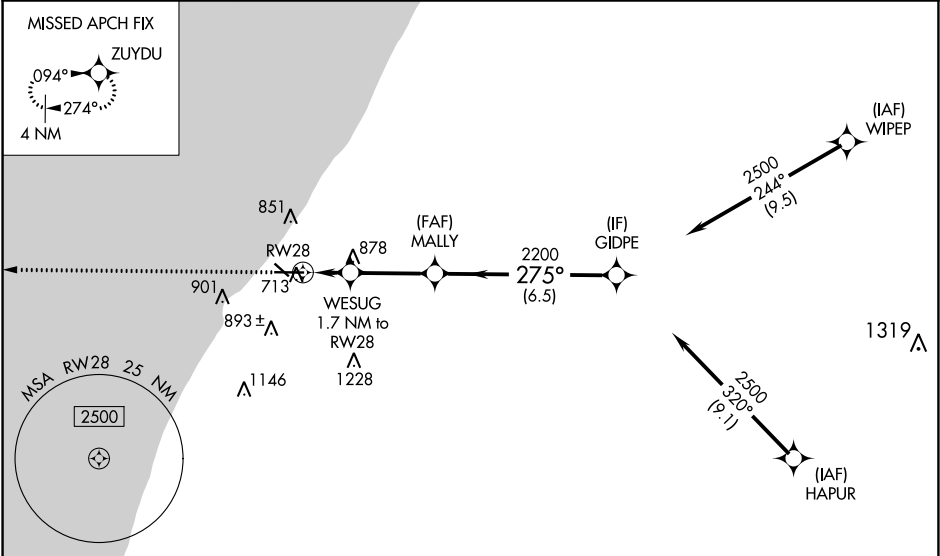 MISSED APCH FIX
ZUYDU
094°
274°
4 NM
(IAF)
WIPEP
2500
244°
(9.5)
851
(FAF)
MALLY
(IF)
GIDPE
RW28
878
2200
275°
(6.5)
713
901
WESUG
1.7 NM to
RW28
893 ±
1319
1146
1228
MSA RW28 25 NM
2500
2500
320°
(9.1)
(IAF)
HAPUR